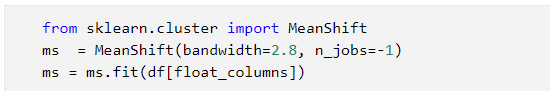 from sklearn.cluster import MeanShift
ms  = MeanShift(bandwidth=2.8, n_jobs=-1)
ms = ms.fit(df[float_columns])